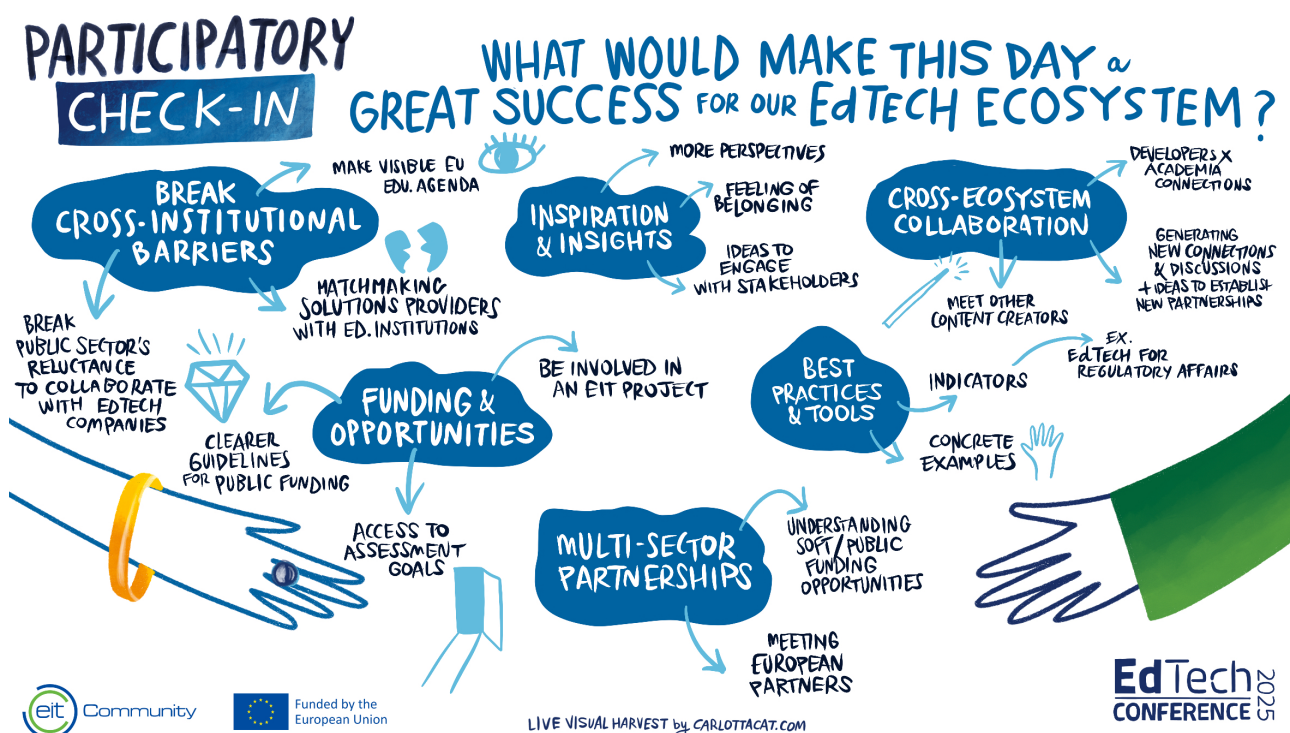 PARTICIPATORY
CHECK-IN
WHAT WOULD MAKE THIS DAY a
GREAT SUCCESS FOR OUR EdTECH ECOSYSTEM?
BREAK
CROSS-INSTITUTIONAL
BARRIERS
MAKE VISIBLE EU
EDU. AGENDA
MATCHMAKING
SOLUTIONS PROVIDERS
WITH ED. INSTITUTIONS
BREAK
PUBLIC SECTOR'S
RELUCTANCE
TO COLLABORATE
WITH EDTECH
COMPANIES
INSPIRATION
& INSIGHTS
MORE PERSPECTIVES
FEELING OF
BELONGING
IDEAS TO
ENGAGE
WITH STAKEHOLDERS
CROSS-ECOSYSTEM
COLLABORATION
DEVELOPERS X
ACADEMIA
CONNECTIONS
GENERATING
NEW CONNECTIONS
& DISCUSSIONS
+ IDEAS TO ESTABLISH
NEW PARTNERSHIPS
MEET OTHER
CONTENT CREATORS
FUNDING &
OPPORTUNITIES
BE INVOLVED IN
AN EIT PROJECT
CLEARER
GUIDELINES
FOR PUBLIC FUNDING
ACCESS TO
ASSESSMENT
GOALS
BEST
PRACTICES
& TOOLS
INDICATORS
EX.
EdTECH FOR
REGULATORY AFFAIRS
CONCRETE
EXAMPLES
MULTI-SECTOR
PARTNERSHIPS
UNDERSTANDING
SOFT/PUBLIC
FUNDING
OPPORTUNITIES
MEETING
EUROPEAN
PARTNERS
eit Community
Funded by the
European Union
LIVE VISUAL HARVEST by CARLOTTACAT.COM
EdTech
CONFERENCE
2025